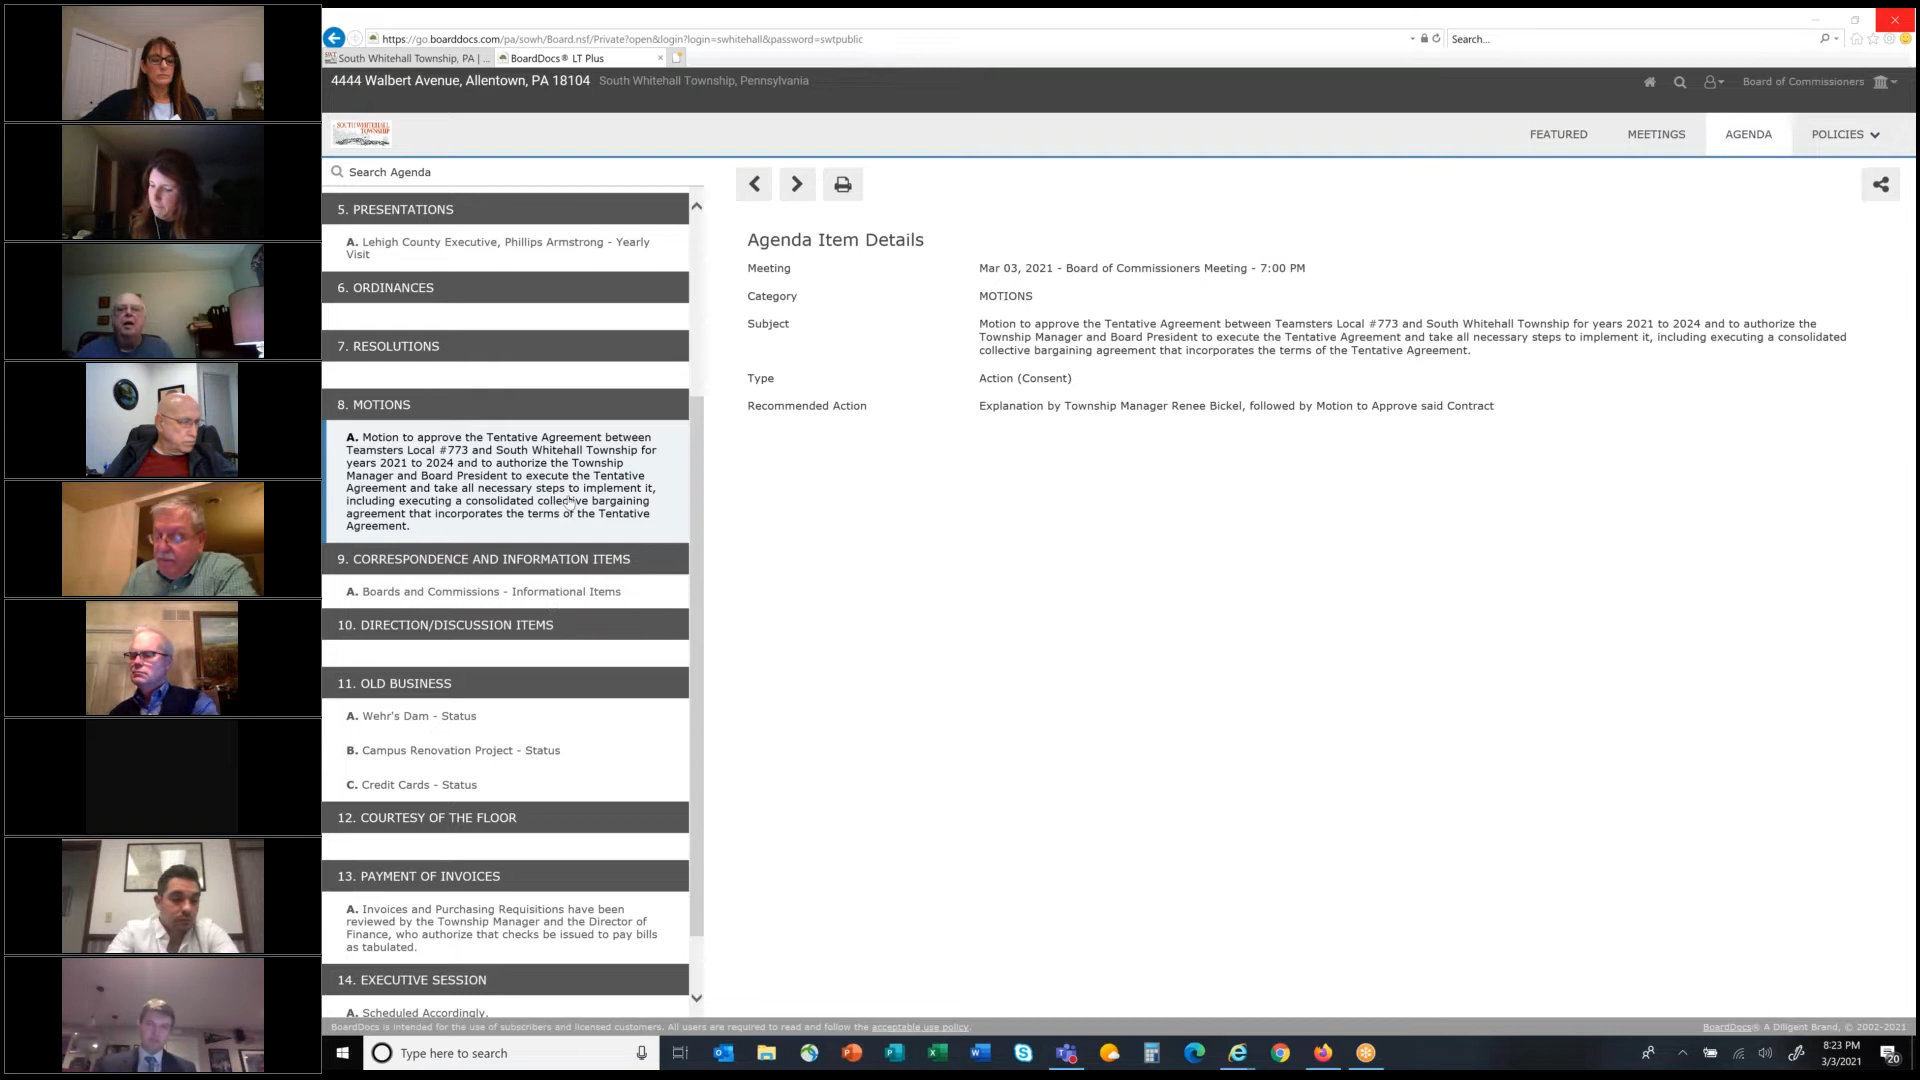 https://go.boarddocs.com/pa/sowh/Board.nsf/Private?open&login?login=swhitehall&password=swtpublic
Search...
South Whitehall Township, PA | ...
BoardDocs® LT Plus
4444 Walbert Avenue, Allentown, PA 18104 South Whitehall Township, Pennsylvania
Board of Commissioners
SOUTH WHITEHALL
TOWNSHIP
FEATURED
MEETINGS
AGENDA
POLICIES
Search Agenda
5. PRESENTATIONS
A. Lehigh County Executive, Phillips Armstrong - Yearly
Visit
6. ORDINANCES
7. RESOLUTIONS
8. MOTIONS
A. Motion to approve the Tentative Agreement between
Teamsters Local #773 and South Whitehall Township for
years 2021 to 2024 and to authorize the Township
Manager and Board President to execute the Tentative
Agreement and take all necessary steps to implement it,
including executing a consolidated collective bargaining
agreement that incorporates the terms of the Tentative
Agreement.
9. CORRESPONDENCE AND INFORMATION ITEMS
A. Boards and Commissions - Informational Items
10. DIRECTION/DISCUSSION ITEMS
11. OLD BUSINESS
A. Wehr's Dam - Status
B. Campus Renovation Project - Status
C. Credit Cards - Status
12. COURTESY OF THE FLOOR
13. PAYMENT OF INVOICES
A. Invoices and Purchasing Requisitions have been
reviewed by the Township Manager and the Director of
Finance, who authorize that checks be issued to pay bills
as tabulated.
14. EXECUTIVE SESSION
A. Scheduled Accordingly.
Agenda Item Details
Meeting
Mar 03, 2021 - Board of Commissioners Meeting - 7:00 PM
Category
MOTIONS
Subject
Motion to approve the Tentative Agreement between Teamsters Local #773 and South Whitehall Township for years 2021 to 2024 and to authorize the
Township Manager and Board President to execute the Tentative Agreement and take all necessary steps to implement it, including executing a consolidated
collective bargaining agreement that incorporates the terms of the Tentative Agreement.
Type
Action (Consent)
Recommended Action
Explanation by Township Manager Renee Bickel, followed by Motion to Approve said Contract
BoardDocs is intended for the use of subscribers and licensed customers. All users are required to read and follow the acceptable use policy.
BoardDocs® A Diligent Brand, © 2002-2021
Type here to search
8:23 PM
3/3/2021
20